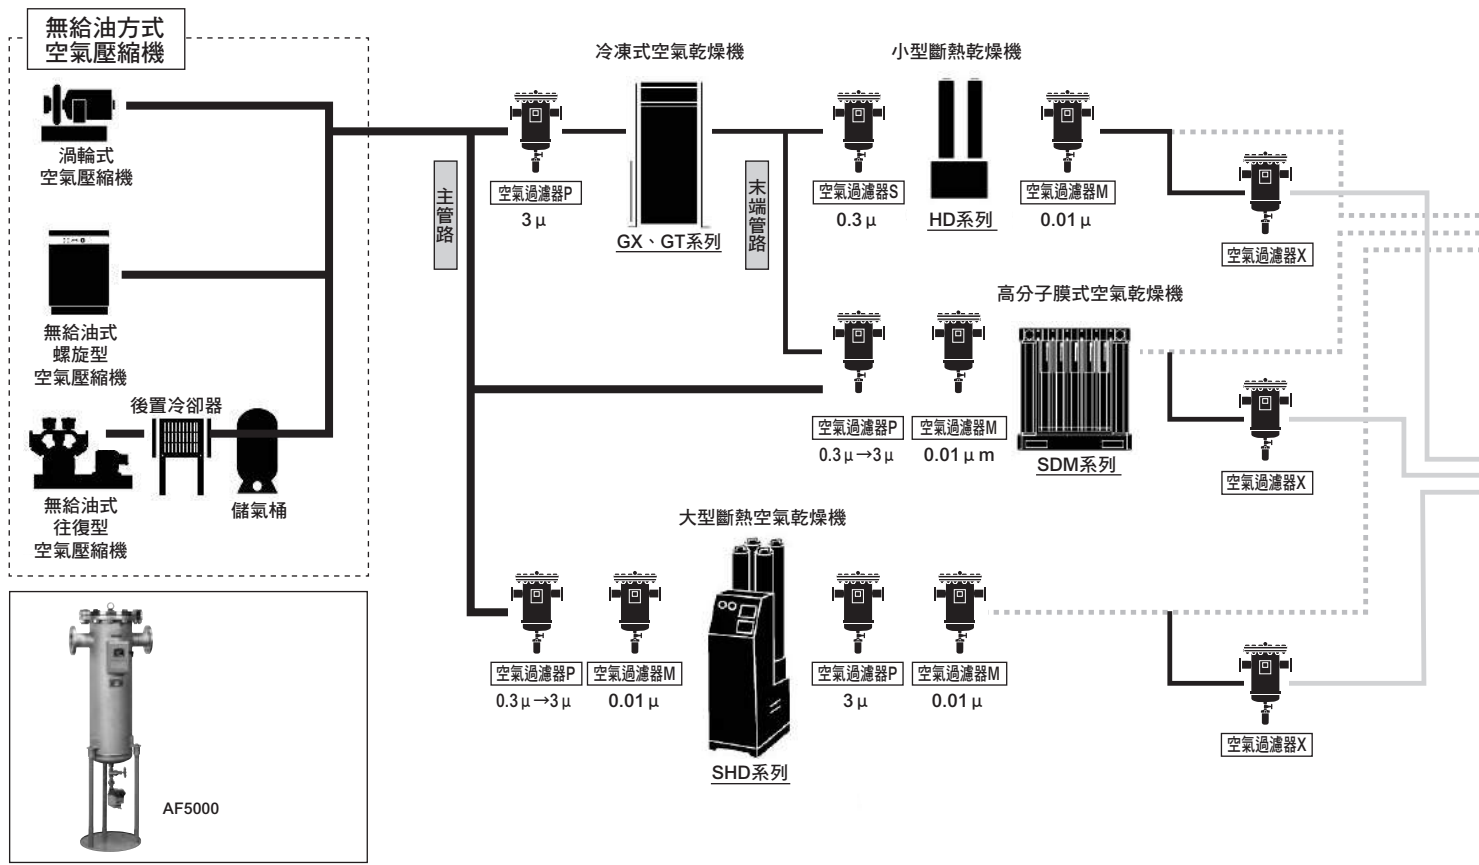 無給油方式
空氣壓縮機
渦輪式
空氣壓縮機
無給油式
螺旋型
空氣壓縮機
後置冷卻器
無給油式
往復型
空氣壓縮機
儲氣桶
AF5000
主管路
空氣過濾器P
3μ
冷凍式空氣乾燥機
GX、GT系列
末端管路
空氣過濾器S
0.3μ
小型斷熱乾燥機
HD系列
空氣過濾器M
0.01μ
空氣過濾器X
空氣過濾器P
0.3μ→3μ
空氣過濾器M
0.01μm
高分子膜式空氣乾燥機
SDM系列
空氣過濾器X
空氣過濾器P
0.3μ→3μ
空氣過濾器M
0.01μ
大型斷熱空氣乾燥機
SHD系列
空氣過濾器P
3μ
空氣過濾器M
0.01μ
空氣過濾器X